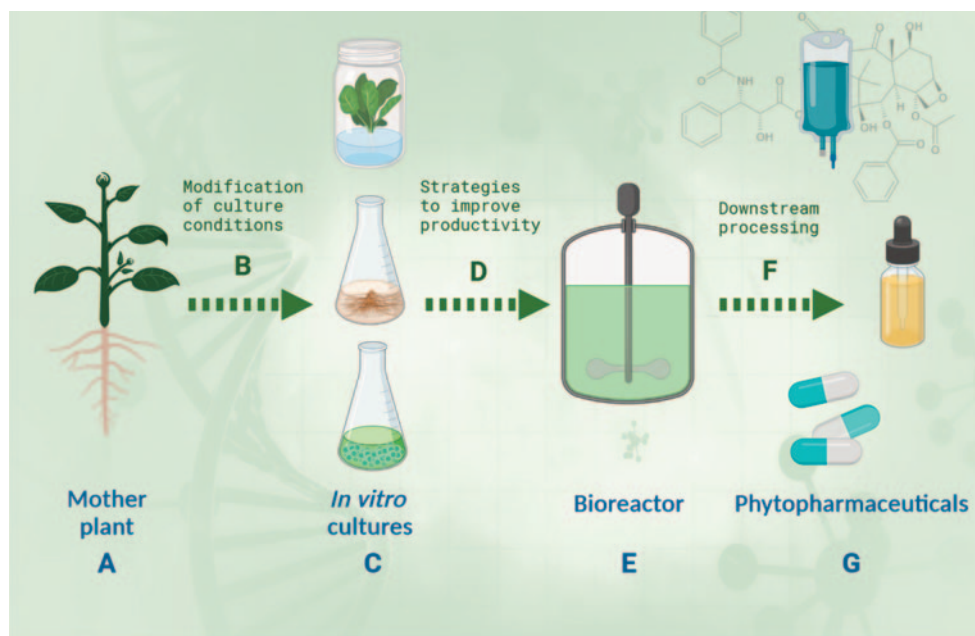 Modification
of culture
conditions
B
Strategies
to improve
productivity
D
Downstream
processing
F
Mother
plant
A
In vitro
cultures
C
Bioreactor
E
Phytopharmaceuticals
G
NH
O
O
OH
O
OH
O
H
OH
O
O
O
O
O